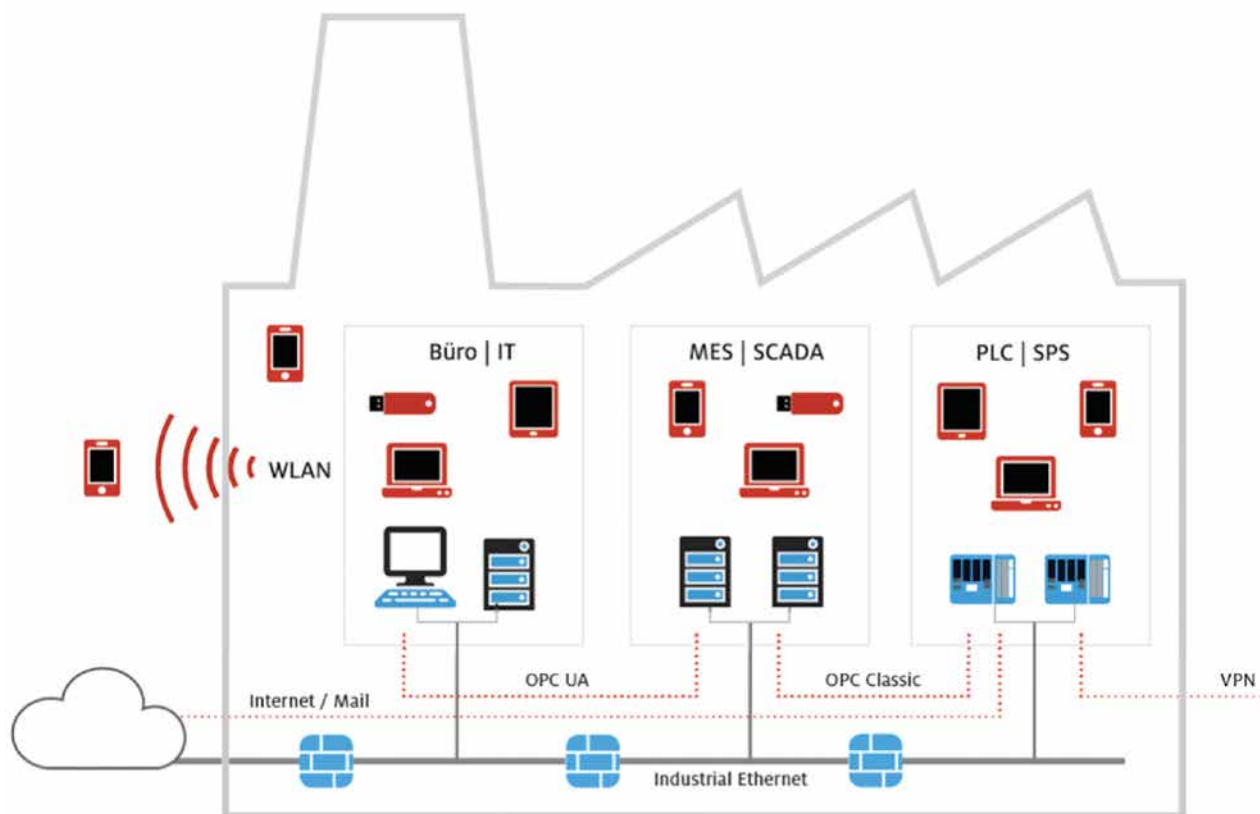 Büro | IT
MES | SCADA
PLC | SPS
WLAN
OPC UA
OPC Classic
VPN
Internet / Mail
Industrial Ethernet